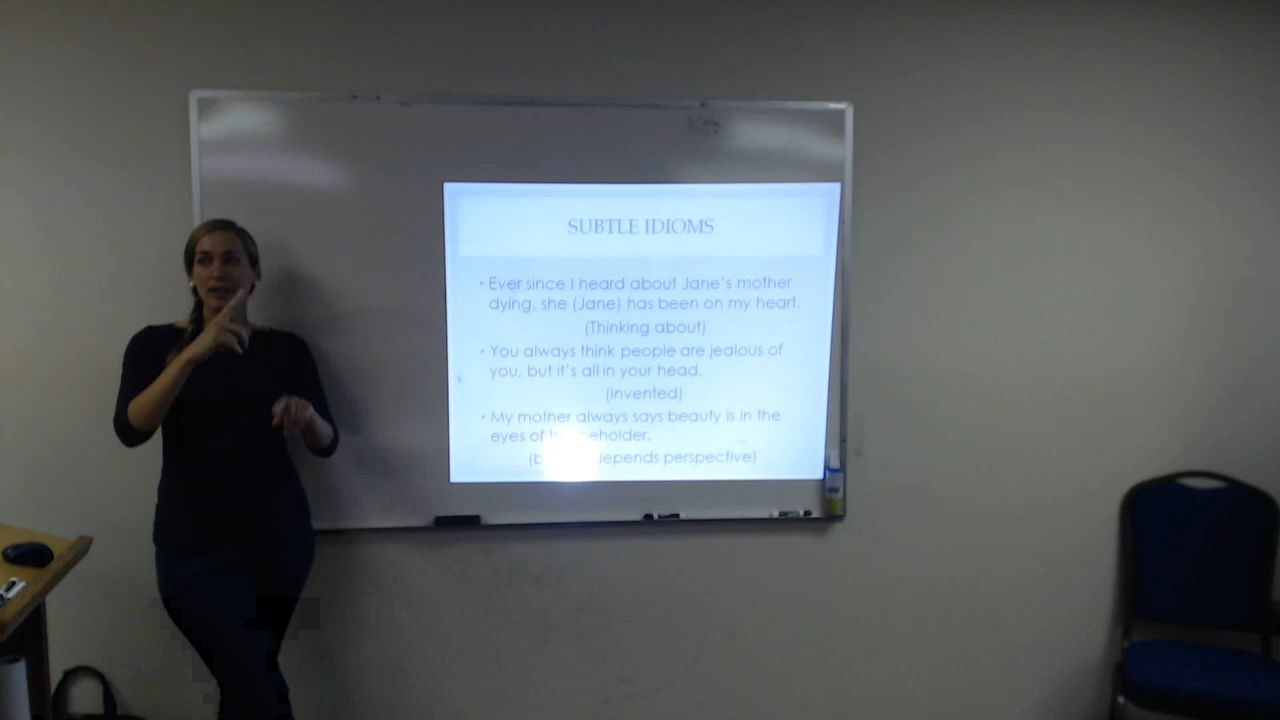 SUBTLE IDIOMS
• Ever since I heard about Jane's mother
dying, she (Jane) has been on my heart.
(Thinking about)
• You always think people are jealous of
you, but it's all in your head.
(Invented)
• My mother always says beauty is in the
eyes of
depends perspective)